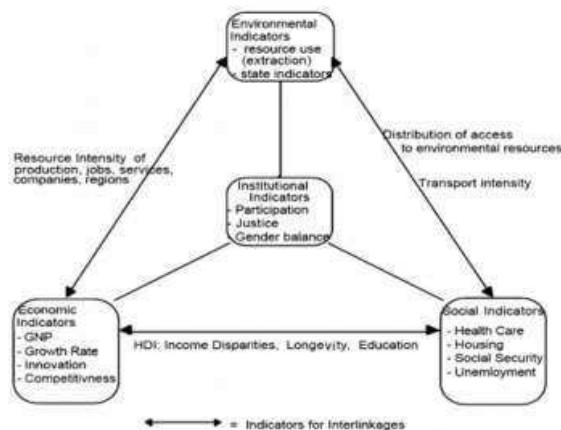 Environmental
Indicators
- resource use
(extraction)
- state indicators
Distribution of access
to environmental resources
Transport intensity
Resource Intensity of
production, jobs, services,
companies, regions
Institutional
Indicators
- Participation
- Justice
- Gender balance
Economic
Indicators
- GNP
- Growth Rate
- Innovation
- Competitivness
HDI: Income Disparities, Longevity, Education
Social Indicators
- Health Care
- Housing
- Social Security
- Unemloyment
= Indicators for Interlinkages